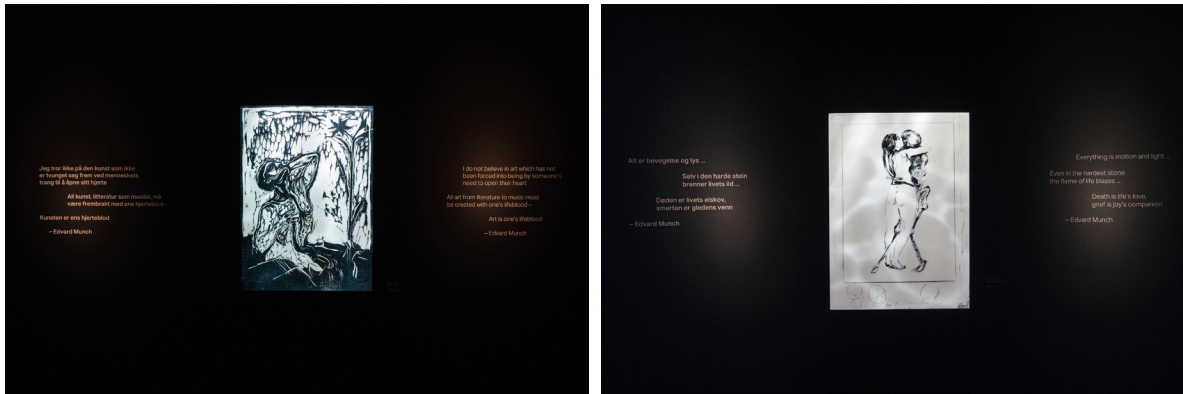 Jeg tror ikke på den kunst som ikke
er tvunget seg frem ved menneskets
trang til å åpne sitt hjerte
All kunst, litteratur som musikk, må
være frembrakt med ens hjerteblod –
Kunsten er ens hjerteblod
– Edvard Munch
I do not believe in art which has not
been forced into being by someone's
need to open their heart
All art from literature to music must
be created with one's lifeblood –
Art is one's lifeblood
– Edvard Munch
Alt er bevegelse og lys ...
Selv i den harde stein
brenner livets ild ...
Døden er livets elskov,
smerten er gledens venn
– Edvard Munch
Everything is motion and light ...
Even in the hardest stone
the flame of life blazes ...
Death is life's love,
grief is joy's companion
– Edvard Munch